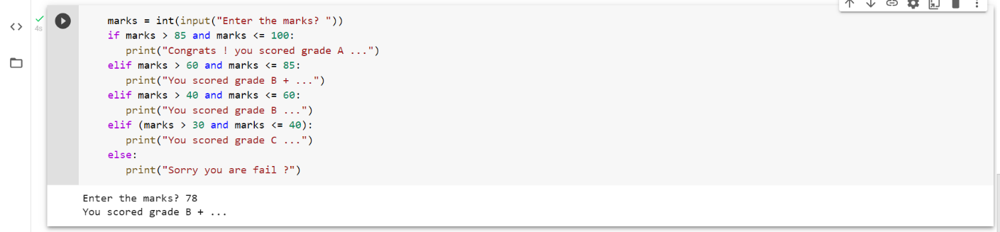 4s
marks = int(input("Enter the marks? "))
if marks > 85 and marks <= 100:
   print("Congrats ! you scored grade A ...")
elif marks > 60 and marks <= 85:
   print("You scored grade B + ...")
elif marks > 40 and marks <= 60:
   print("You scored grade B ...")
elif (marks > 30 and marks <= 40):
   print("You scored grade C ...")
else:
   print("Sorry you are fail ?")
Enter the marks? 78
You scored grade B + ...